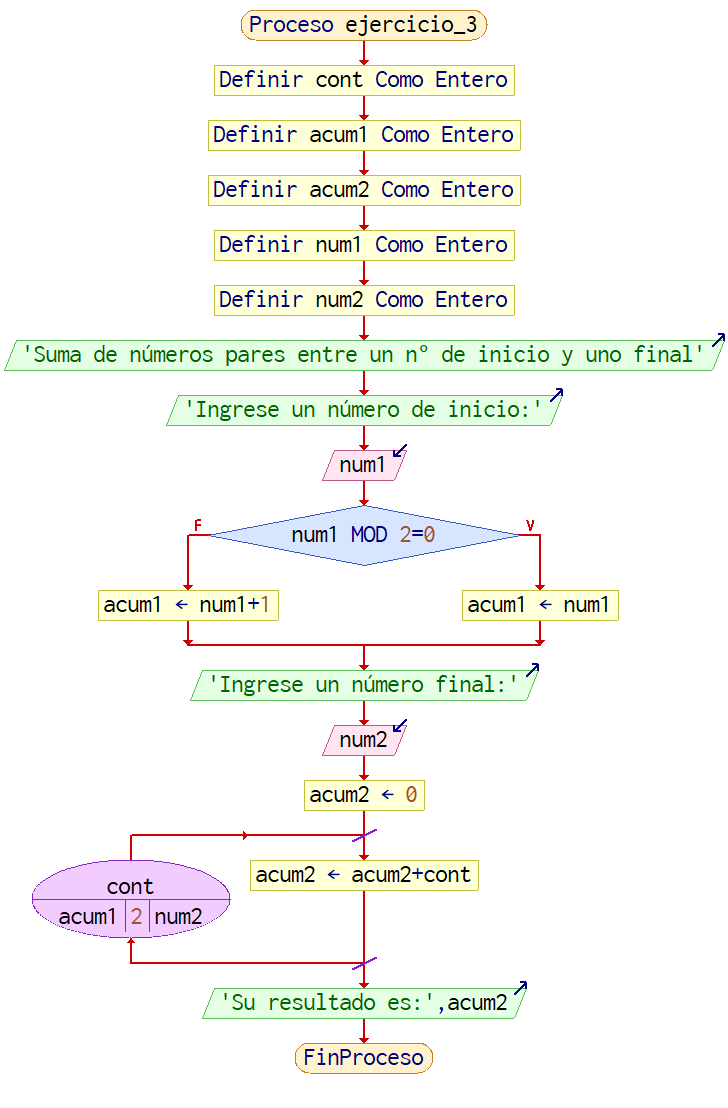 Proceso ejercicio_3
Definir cont Como Entero
Definir acum1 Como Entero
Definir acum2 Como Entero
Definir num1 Como Entero
Definir num2 Como Entero
'Suma de números pares entre un n° de inicio y uno final'
'Ingrese un número de inicio:'
num1
F
V
num1 MOD 2=0
acum1 ← num1+1
acum1 ← num1
'Ingrese un número final:'
num2
acum2 ← 0
acum2 ← acum2+cont
cont
acum1 2 num2
'Su resultado es:',acum2
FinProceso